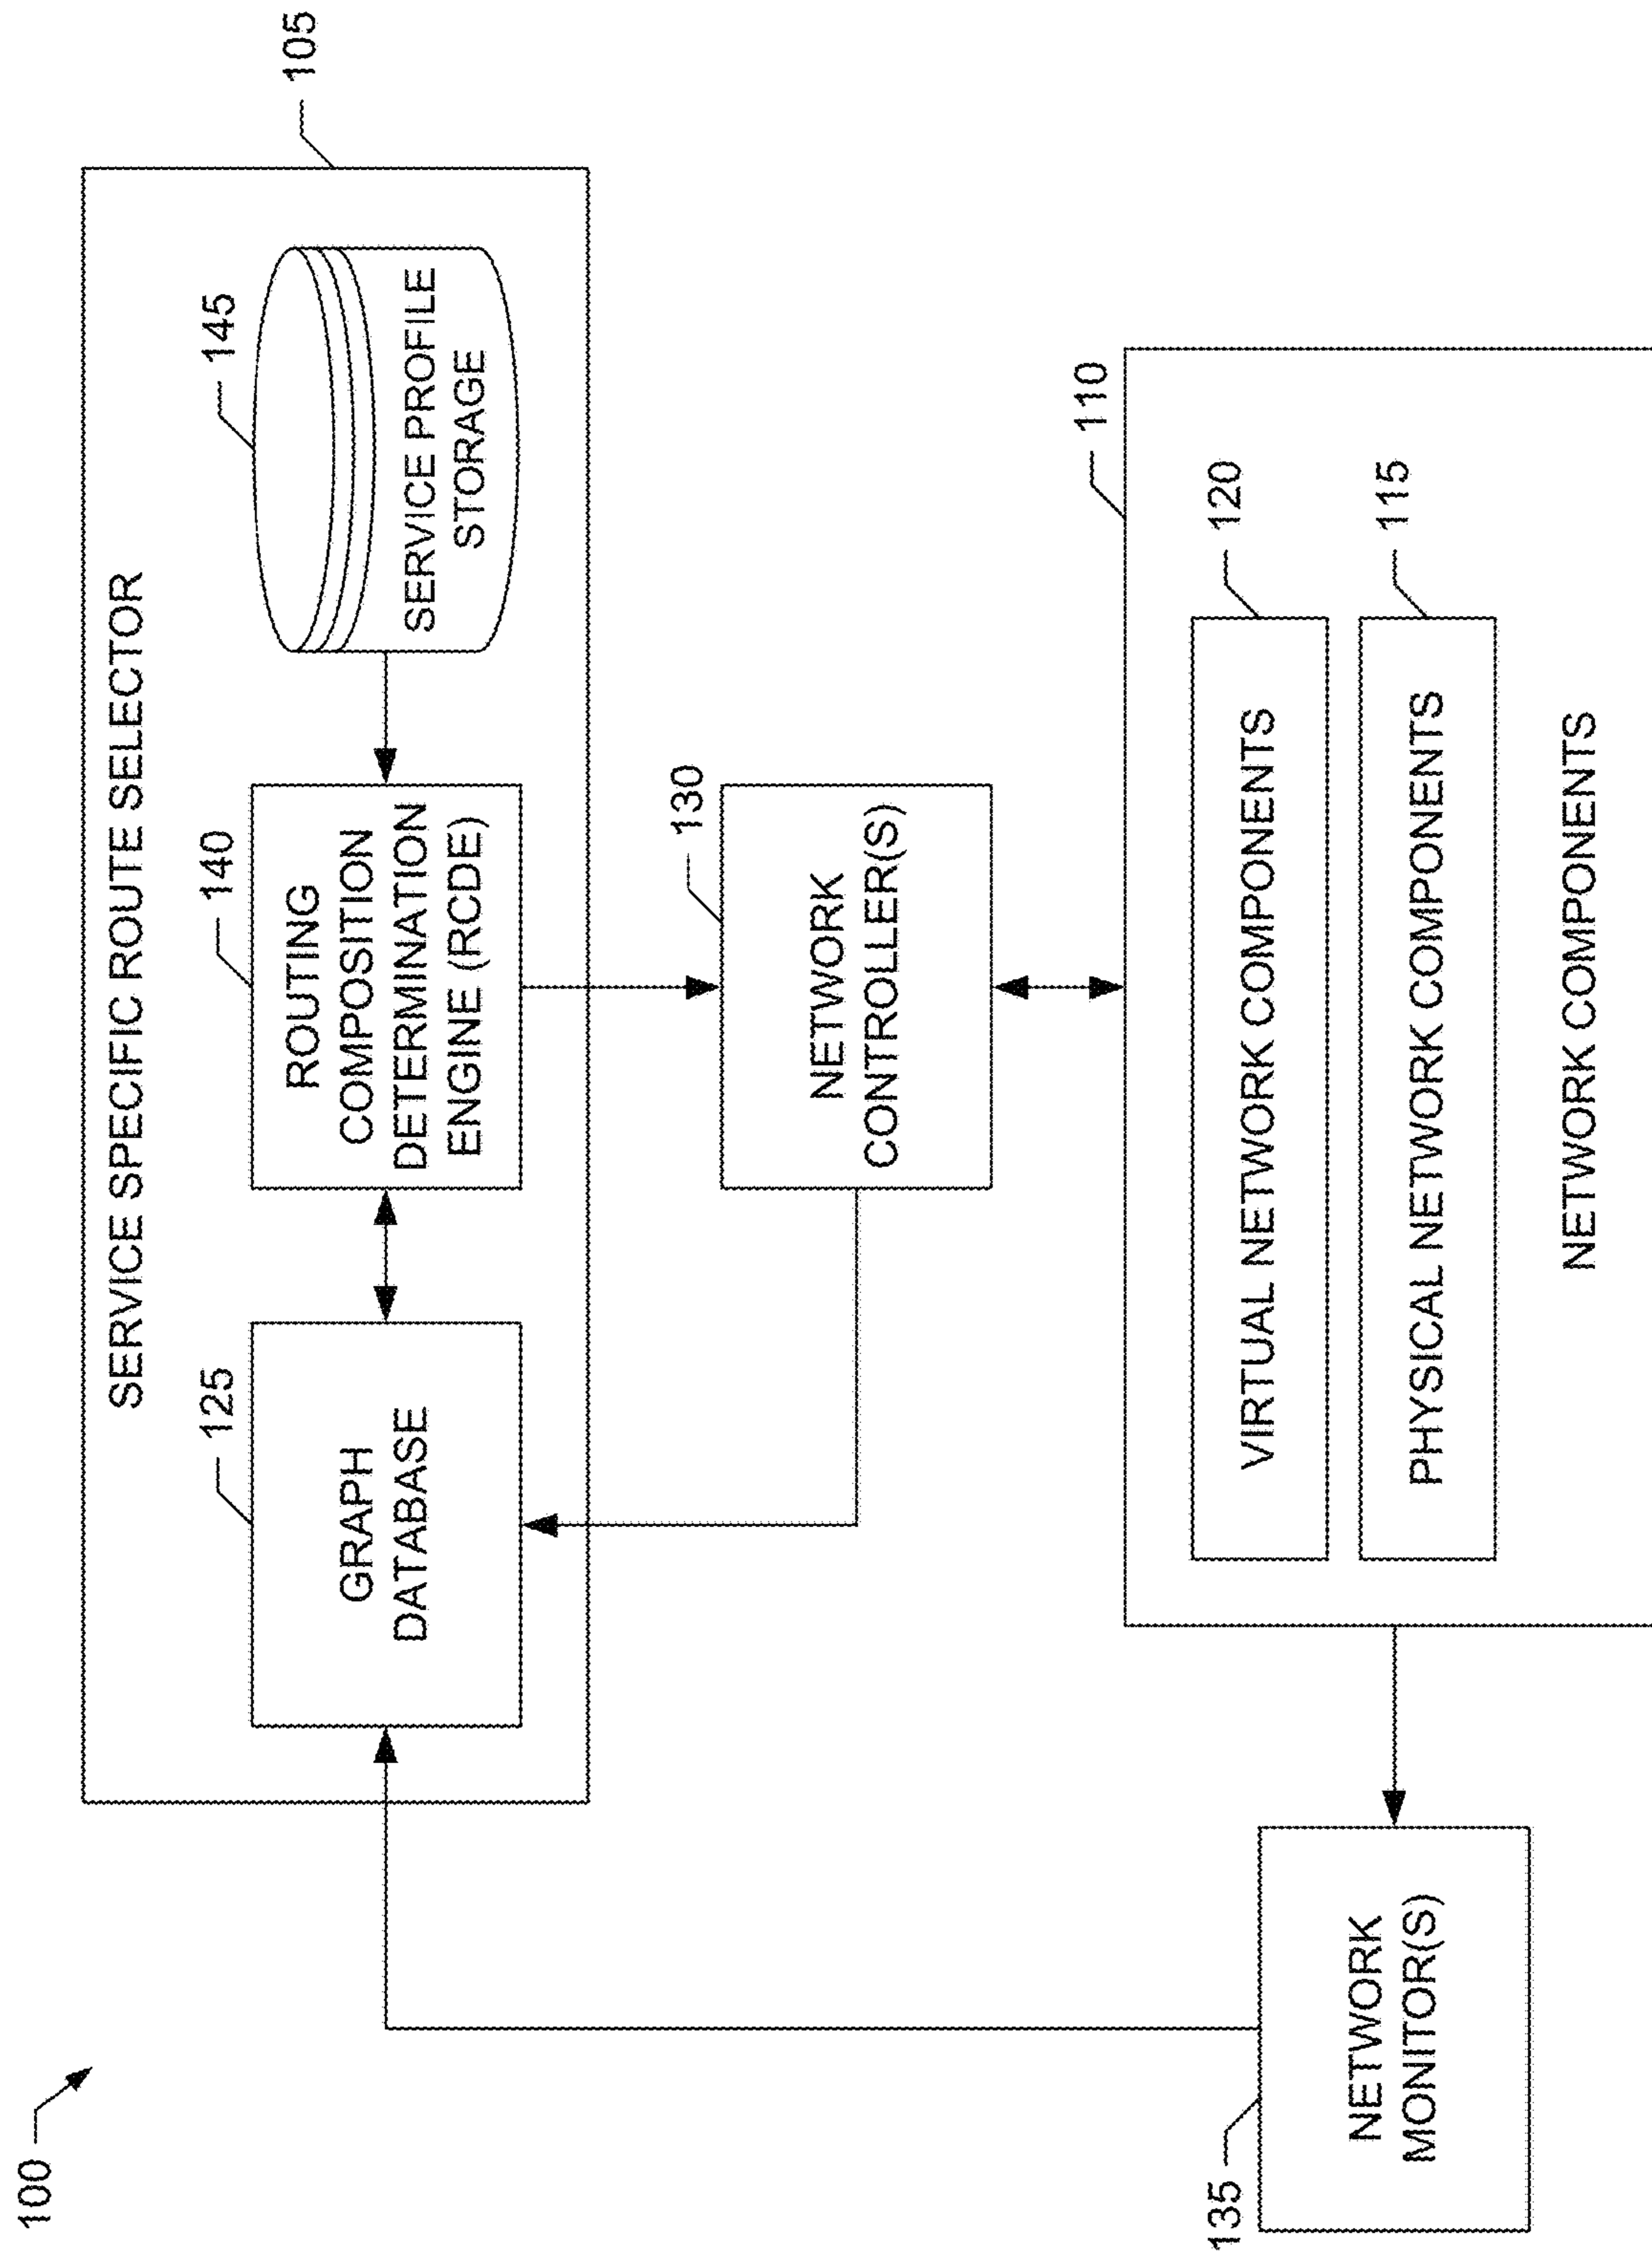 100
SERVICE SPECIFIC ROUTE SELECTOR
105
125
GRAPH
DATABASE
140
ROUTING
COMPOSITION
DETERMINATION
ENGINE (RCDE)
145
SERVICE PROFILE
STORAGE
130
NETWORK
CONTROLLER(S)
110
135
NETWORK
MONITOR(S)
120
VIRTUAL NETWORK COMPONENTS
115
PHYSICAL NETWORK COMPONENTS
NETWORK COMPONENTS